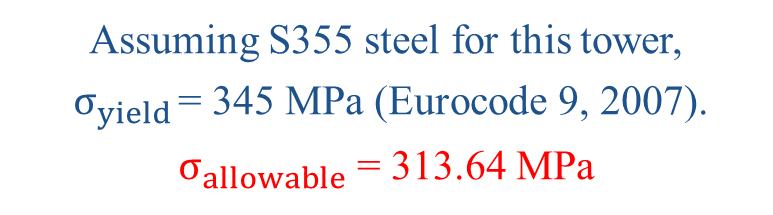 Assuming S355 steel for this tower,
σyield = 345 MPa (Eurocode 9, 2007).
σallowable = 313.64 MPa